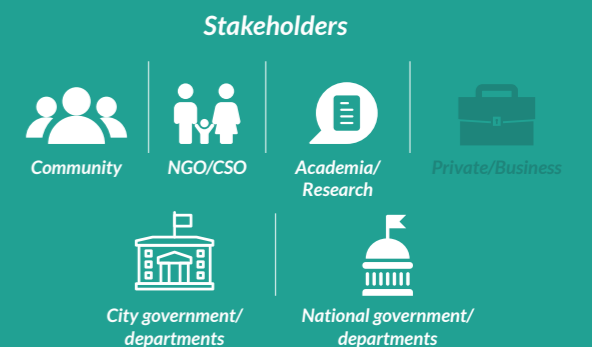 Stakeholders
Community
NGO/CSO
Academia/
Research
Private/Business
City government/
departments
National government/
departments